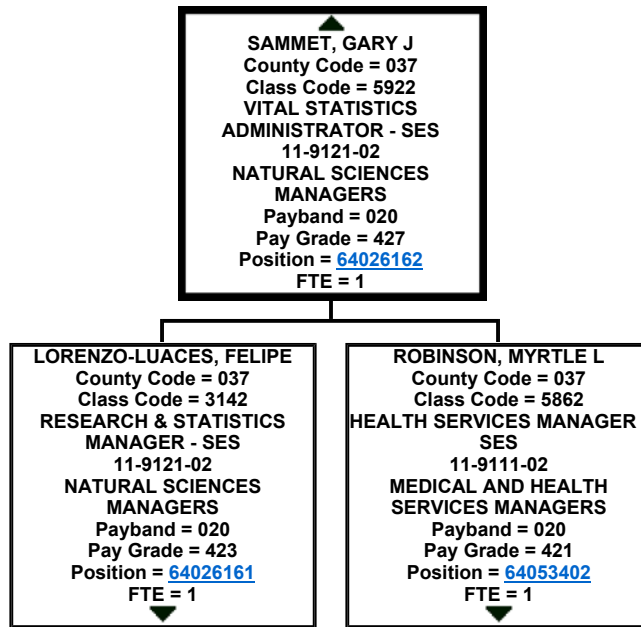 SAMMET, GARY J
County Code = 037
Class Code = 5922
VITAL STATISTICS
ADMINISTRATOR - SES
11-9121-02
NATURAL SCIENCES
MANAGERS
Payband = 020
Pay Grade = 427
Position = 64026162
FTE = 1
LORENZO-LUACES, FELIPE
County Code = 037
Class Code = 3142
RESEARCH & STATISTICS
MANAGER - SES
11-9121-02
NATURAL SCIENCES
MANAGERS
Payband = 020
Pay Grade = 423
Position = 64026161
FTE = 1
ROBINSON, MYRTLE L
County Code = 037
Class Code = 5862
HEALTH SERVICES MANAGER
SES
11-9111-02
MEDICAL AND HEALTH
SERVICES MANAGERS
Payband = 020
Pay Grade = 421
Position = 64053402
FTE = 1